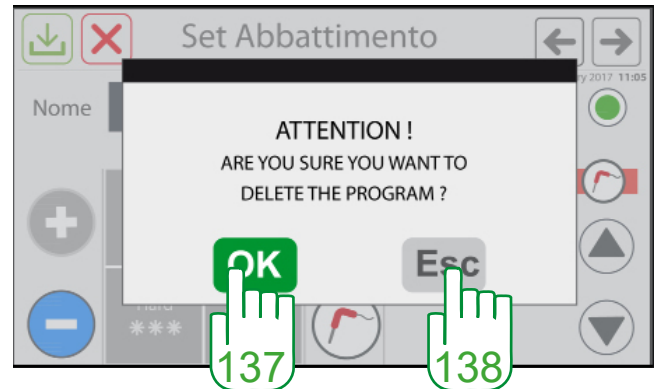 Set Abbattimento
ry 2017 11:05
Nome
ATTENTION !
ARE YOU SURE YOU WANT TO
DELETE THE PROGRAM ?
OK
Esc
Hard
***
137
138